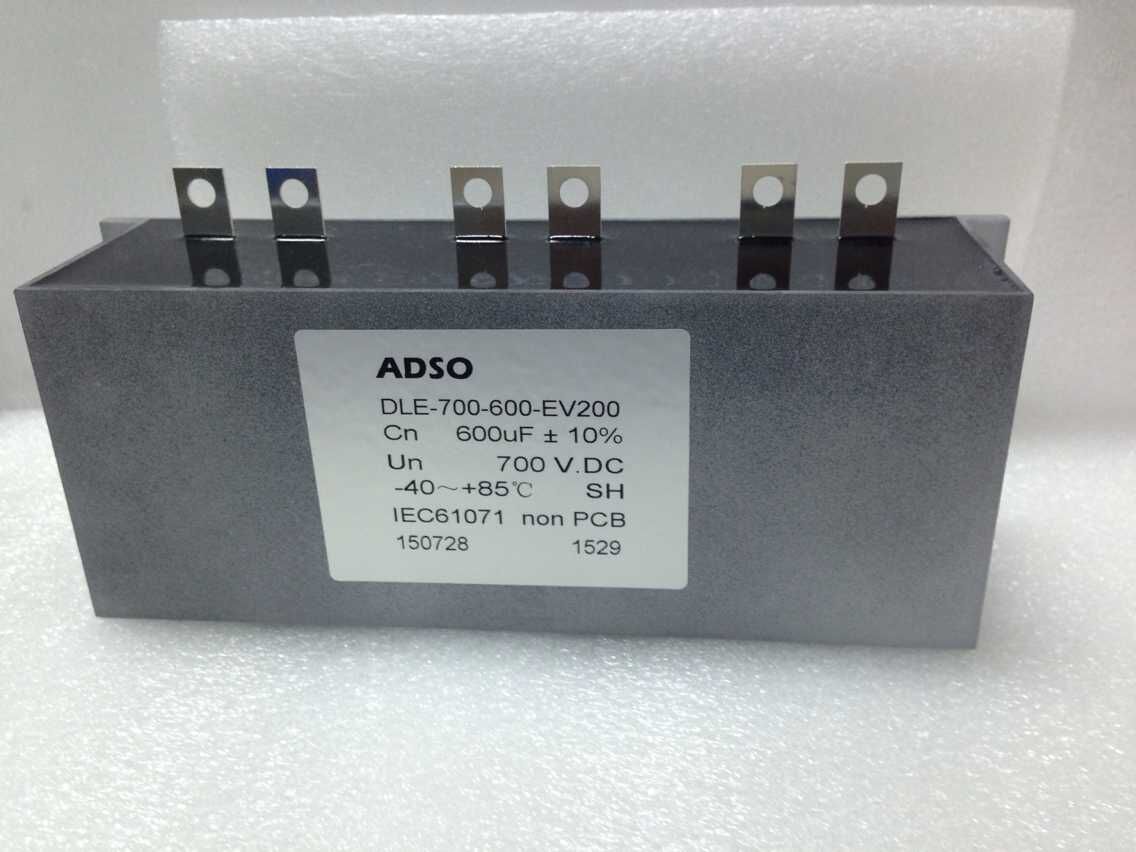 ADSO
DLE-700-600-EV200
Cn 600uF ± 10%
Un 700 V.DC
-40～+85℃ SH
IEC61071 non PCB
150728 1529